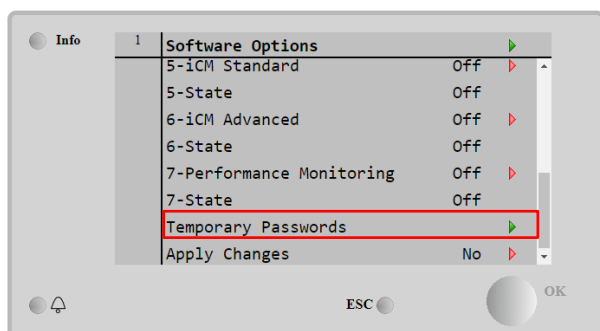 Info
1 Software Options
5-iCM Standard Off
5-State Off
6-iCM Advanced Off
6-State Off
7-Performance Monitoring Off
7-State Off
Temporary Passwords
Apply Changes No
ESC OK